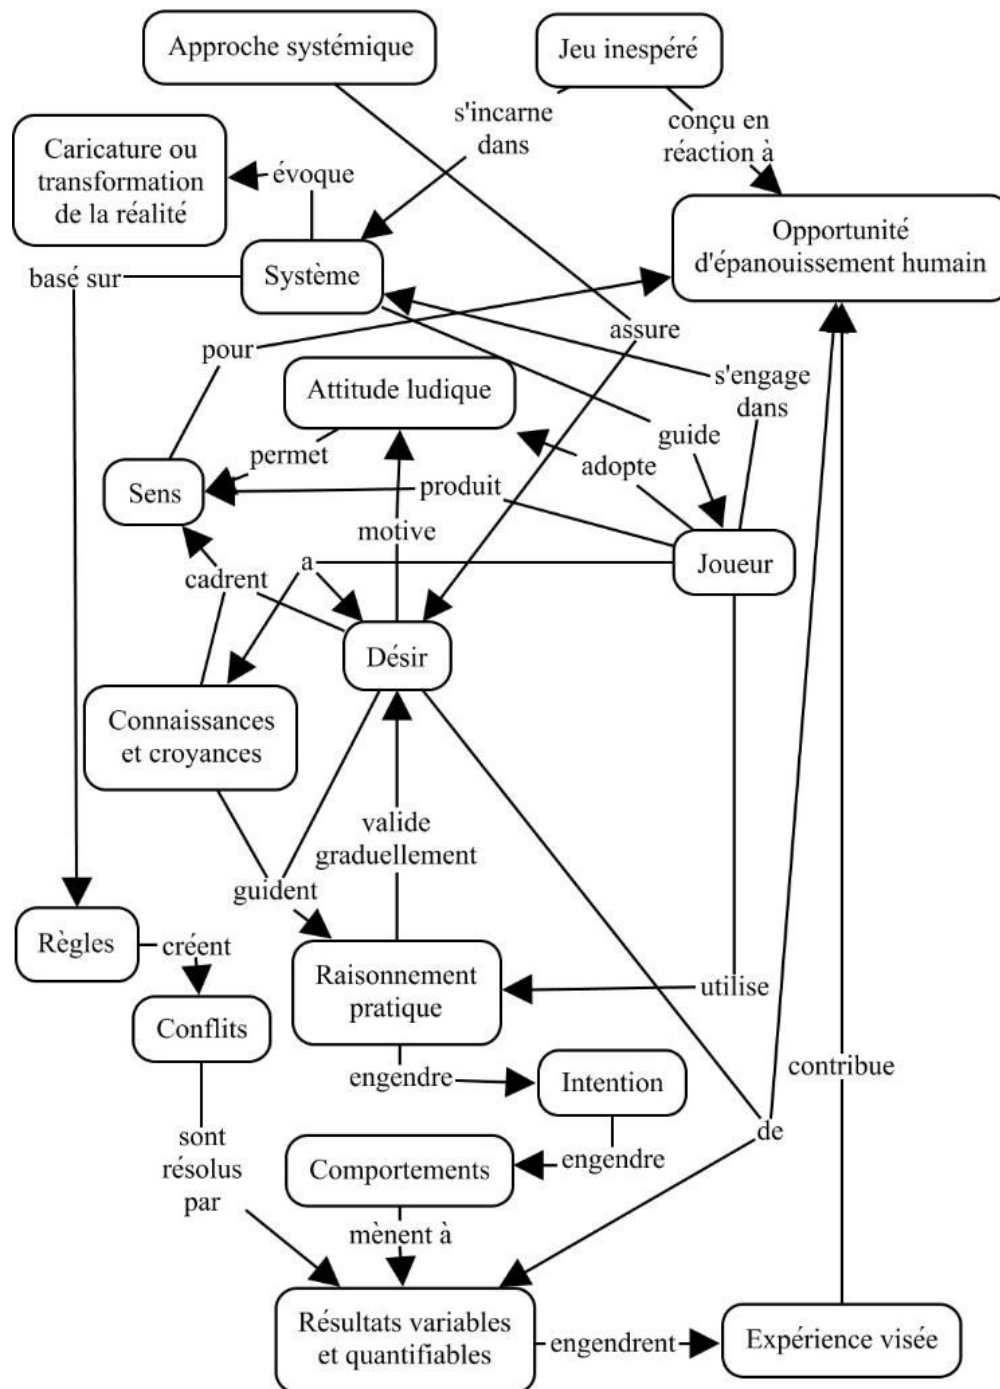 Approche systémique
Jeu inespéré
s'incarne
dans
conçu en
réaction à
Caricature ou
transformation
de la réalité
évoque
Opportunité
d'épanouissement humain
basé sur
Système
assure
pour
s'engage
dans
Attitude ludique
guide
permet
adopte
Sens
produit
motive
Joueur
a
cadrent
Désir
Connaissances
et croyances
valide
graduellement
guident
Règles
créent
Raisonnement
pratique
utilise
Conflits
engendre
Intention
contribue
sont
résolus
par
de
Comportements
engendre
mènent à
Résultats variables
et quantifiables
engendrent
Expérience visée